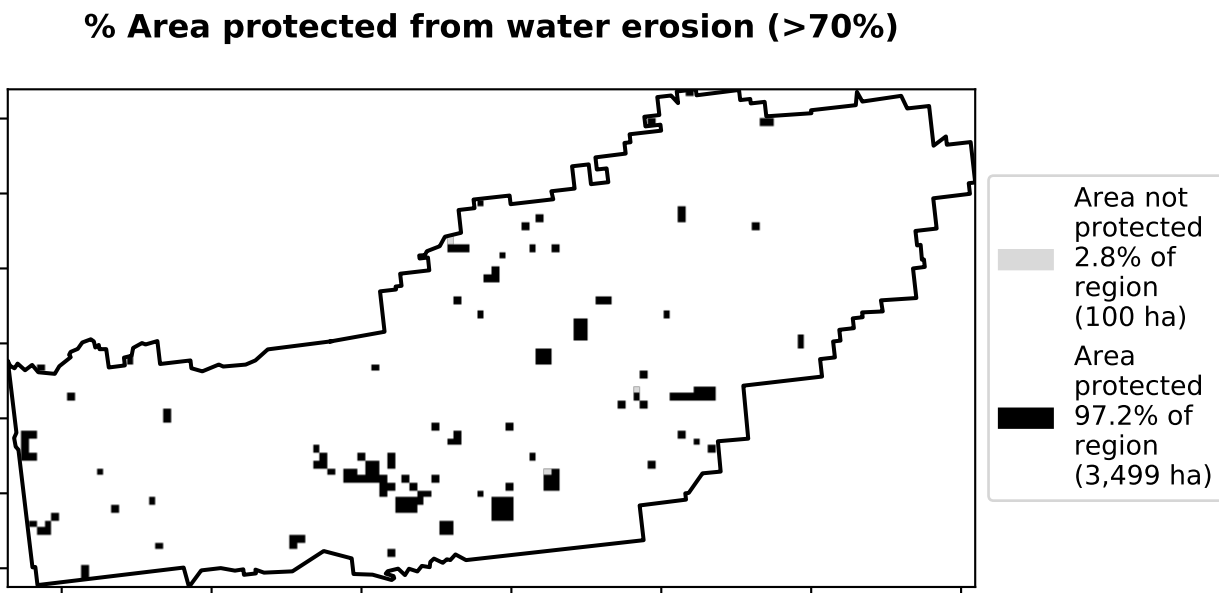 % Area protected from water erosion (>70%)
Area not
protected
2.8% of
region
(100 ha)
Area
protected
97.2% of
region
(3,499 ha)